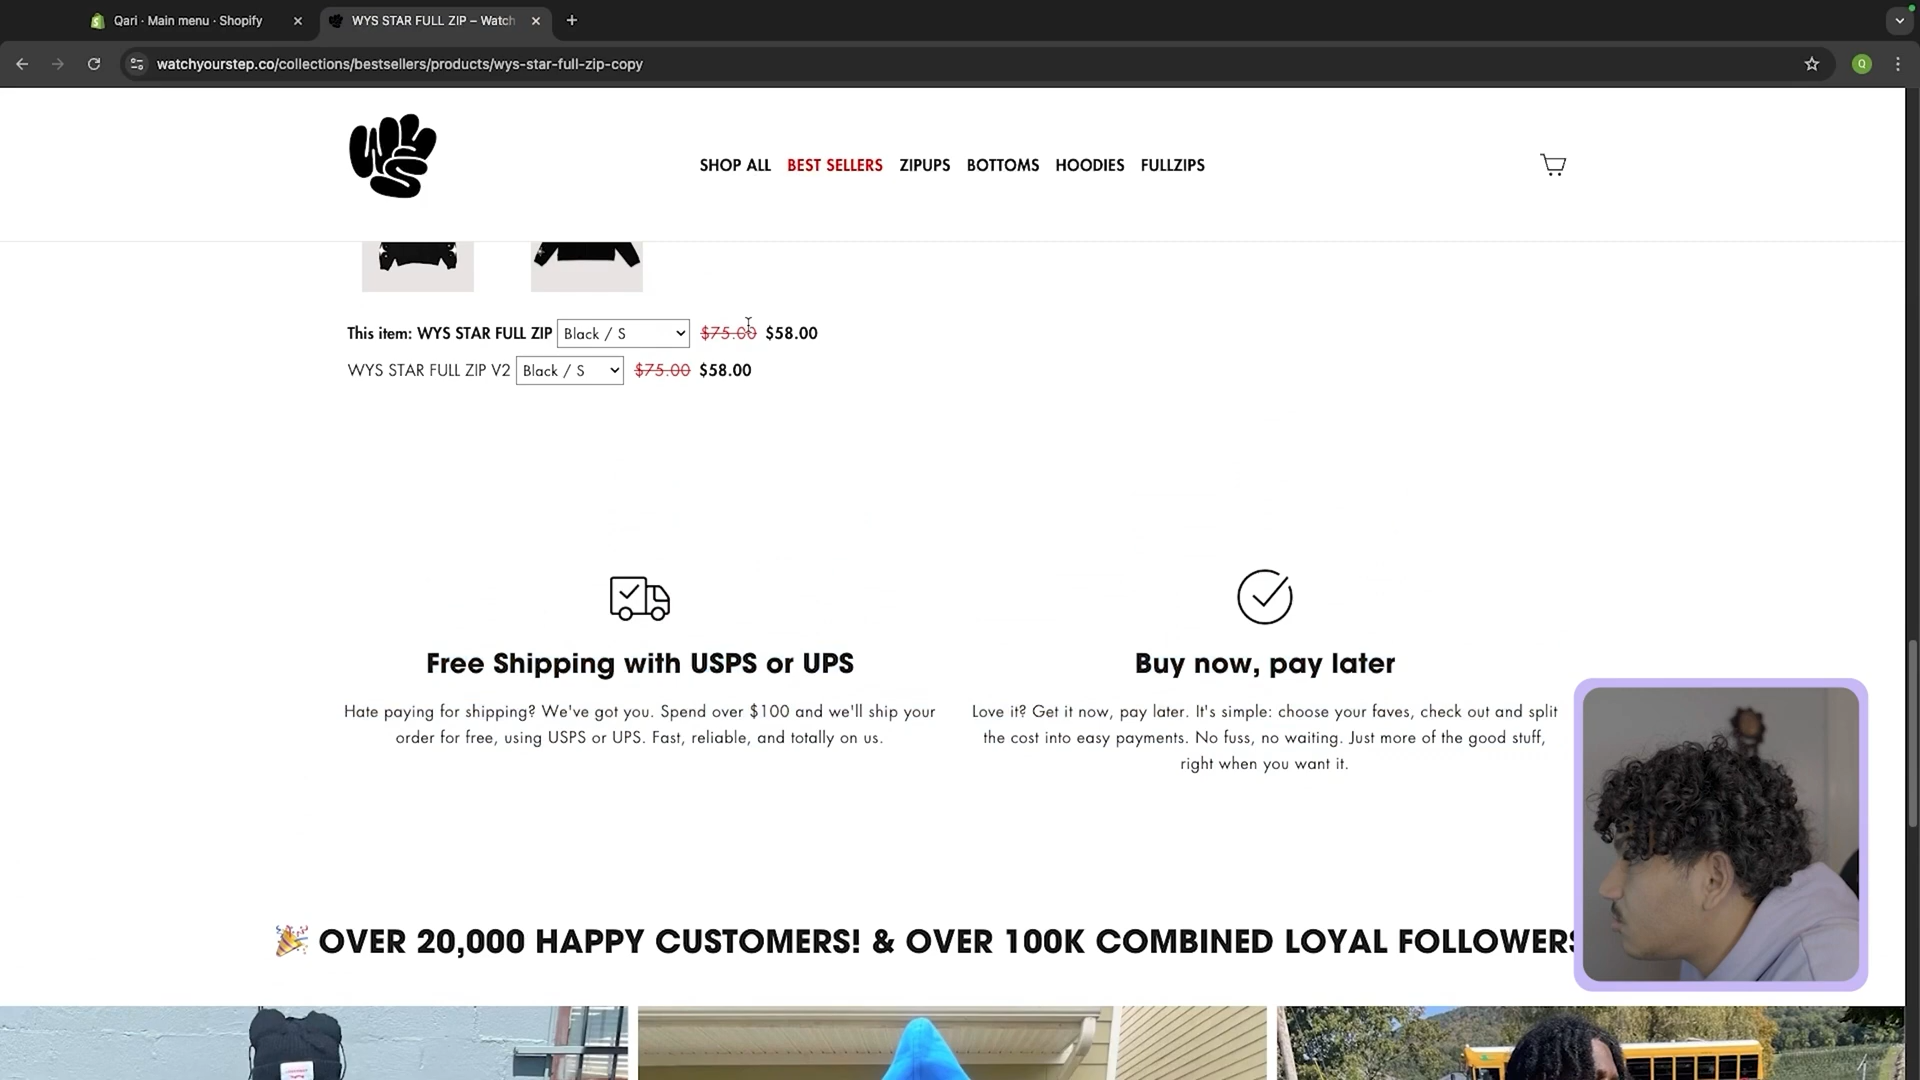 Qari · Main menu · Shopify
WYS STAR FULL ZIP – Watch
watchyourstep.co/collections/bestsellers/products/wys-star-full-zip-copy
Q
WYS
SHOP ALL BEST SELLERS ZIPUPS BOTTOMS HOODIES FULLZIPS
This item: WYS STAR FULL ZIP Black / S $75.00 $58.00
WYS STAR FULL ZIP V2 Black / S $75.00 $58.00
Free Shipping with USPS or UPS
Hate paying for shipping? We've got you. Spend over $100 and we'll ship your
order for free, using USPS or UPS. Fast, reliable, and totally on us.
Buy now, pay later
Love it? Get it now, pay later. It's simple: choose your faves, check out and split
the cost into easy payments. No fuss, no waiting. Just more of the good stuff,
right when you want it.
🎉 OVER 20,000 HAPPY CUSTOMERS! & OVER 100K COMBINED LOYAL FOLLOWERS